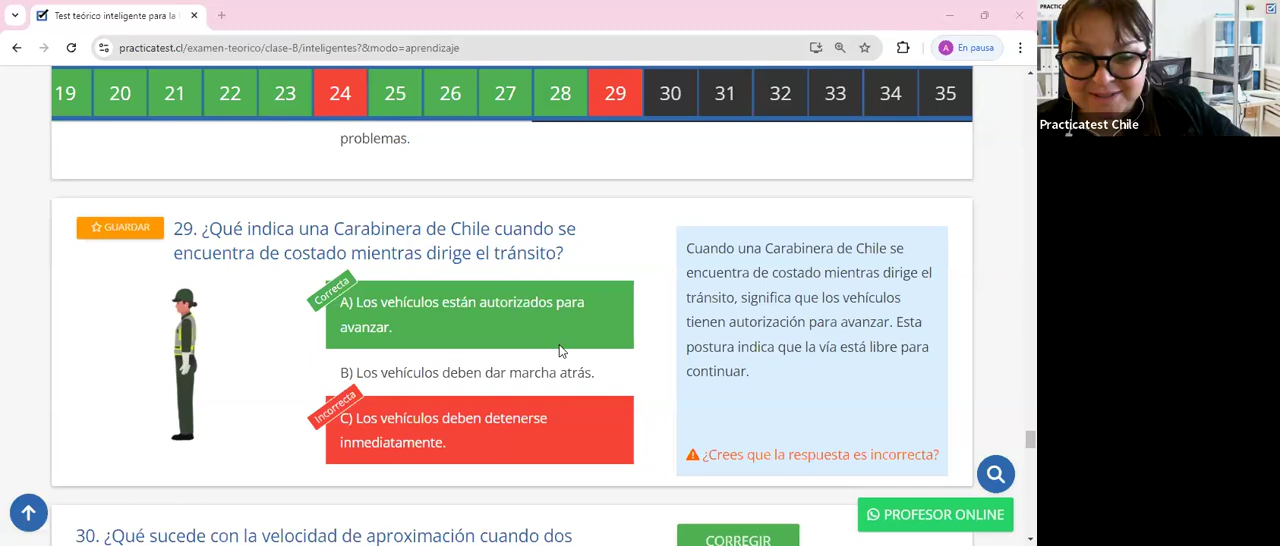 Test teórico inteligente para la
practicatest.cl/examen-teorico/clase-B/inteligentes?&modo=aprendizaje
A En pausa
PRACTICATEST
Practicatest Chile
19 20 21 22 23 24 25 26 27 28 29 30 31 32 33 34 35
problemas.
GUARDAR
29. ¿Qué indica una Carabinera de Chile cuando se
encuentra de costado mientras dirige el tránsito?
Correcta
A) Los vehículos están autorizados para
avanzar.
B) Los vehículos deben dar marcha atrás.
Incorrecta
C) Los vehículos deben detenerse
inmediatamente.
Cuando una Carabinera de Chile se
encuentra de costado mientras dirige el
tránsito, significa que los vehículos
tienen autorización para avanzar. Esta
postura indica que la vía está libre para
continuar.
¿Crees que la respuesta es incorrecta?
PROFESOR ONLINE
30. ¿Qué sucede con la velocidad de aproximación cuando dos
CORREGIR